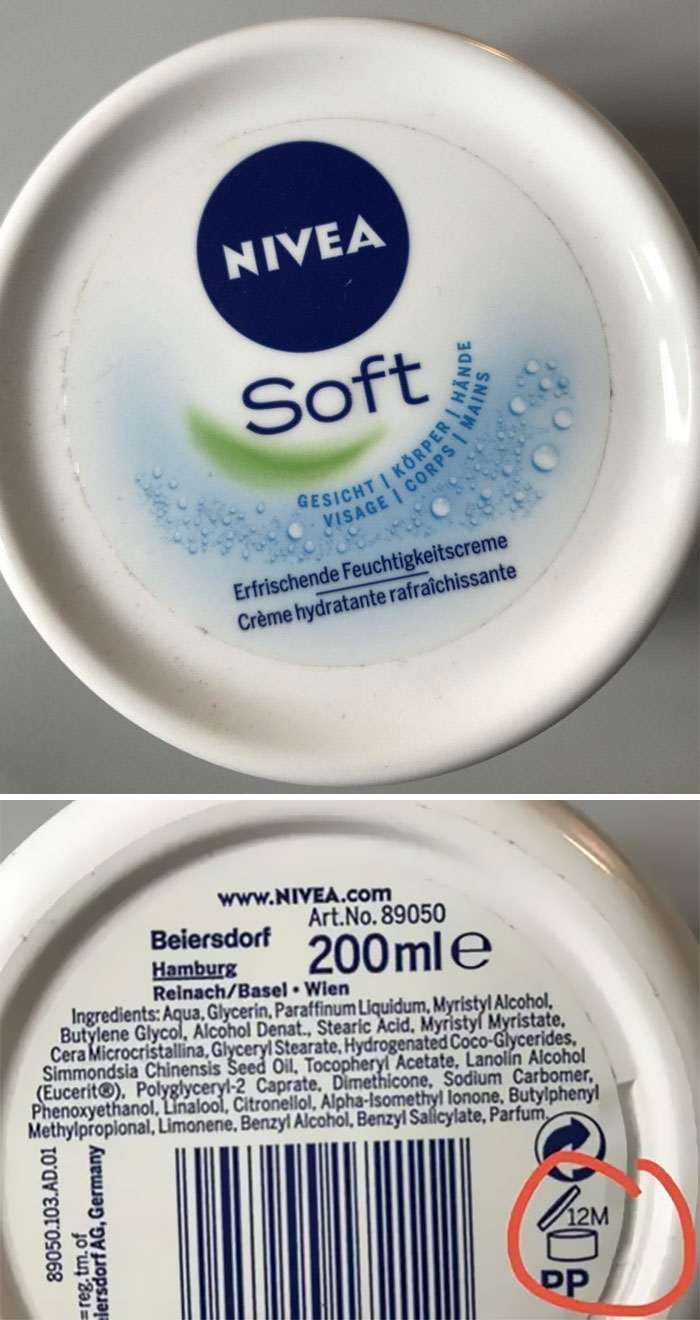 NIVEA
Soft
GESICHT | KÖRPER | HÄNDE
VISAGE | CORPS | MAINS
Erfrischende Feuchtigkeitscreme
Crème hydratante rafraîchissante
www.NIVEA.com
Art.No. 89050
Beiersdorf
200ml e
Hamburg
Reinach/Basel • Wien
Ingredients: Aqua, Glycerin, Paraffinum Liquidum, Myristyl Alcohol,
Butylene Glycol, Alcohol Denat., Stearic Acid, Myristyl Myristate,
Cera Microcristallina, Glyceryl Stearate, Hydrogenated Coco-Glycerides,
Simmondsia Chinensis Seed Oil, Tocopheryl Acetate, Lanolin Alcohol
(Eucerit®), Polyglyceryl-2 Caprate, Dimethicone, Sodium Carbomer,
Phenoxyethanol, Linalool, Citronellol, Alpha-Isomethyl Ionone, Butylphenyl
Methylpropional, Limonene, Benzyl Alcohol, Benzyl Salicylate, Parfum.
89050.103.AD.01
= reg. tm. of
eiersdorf AG, Germany
12M
PP